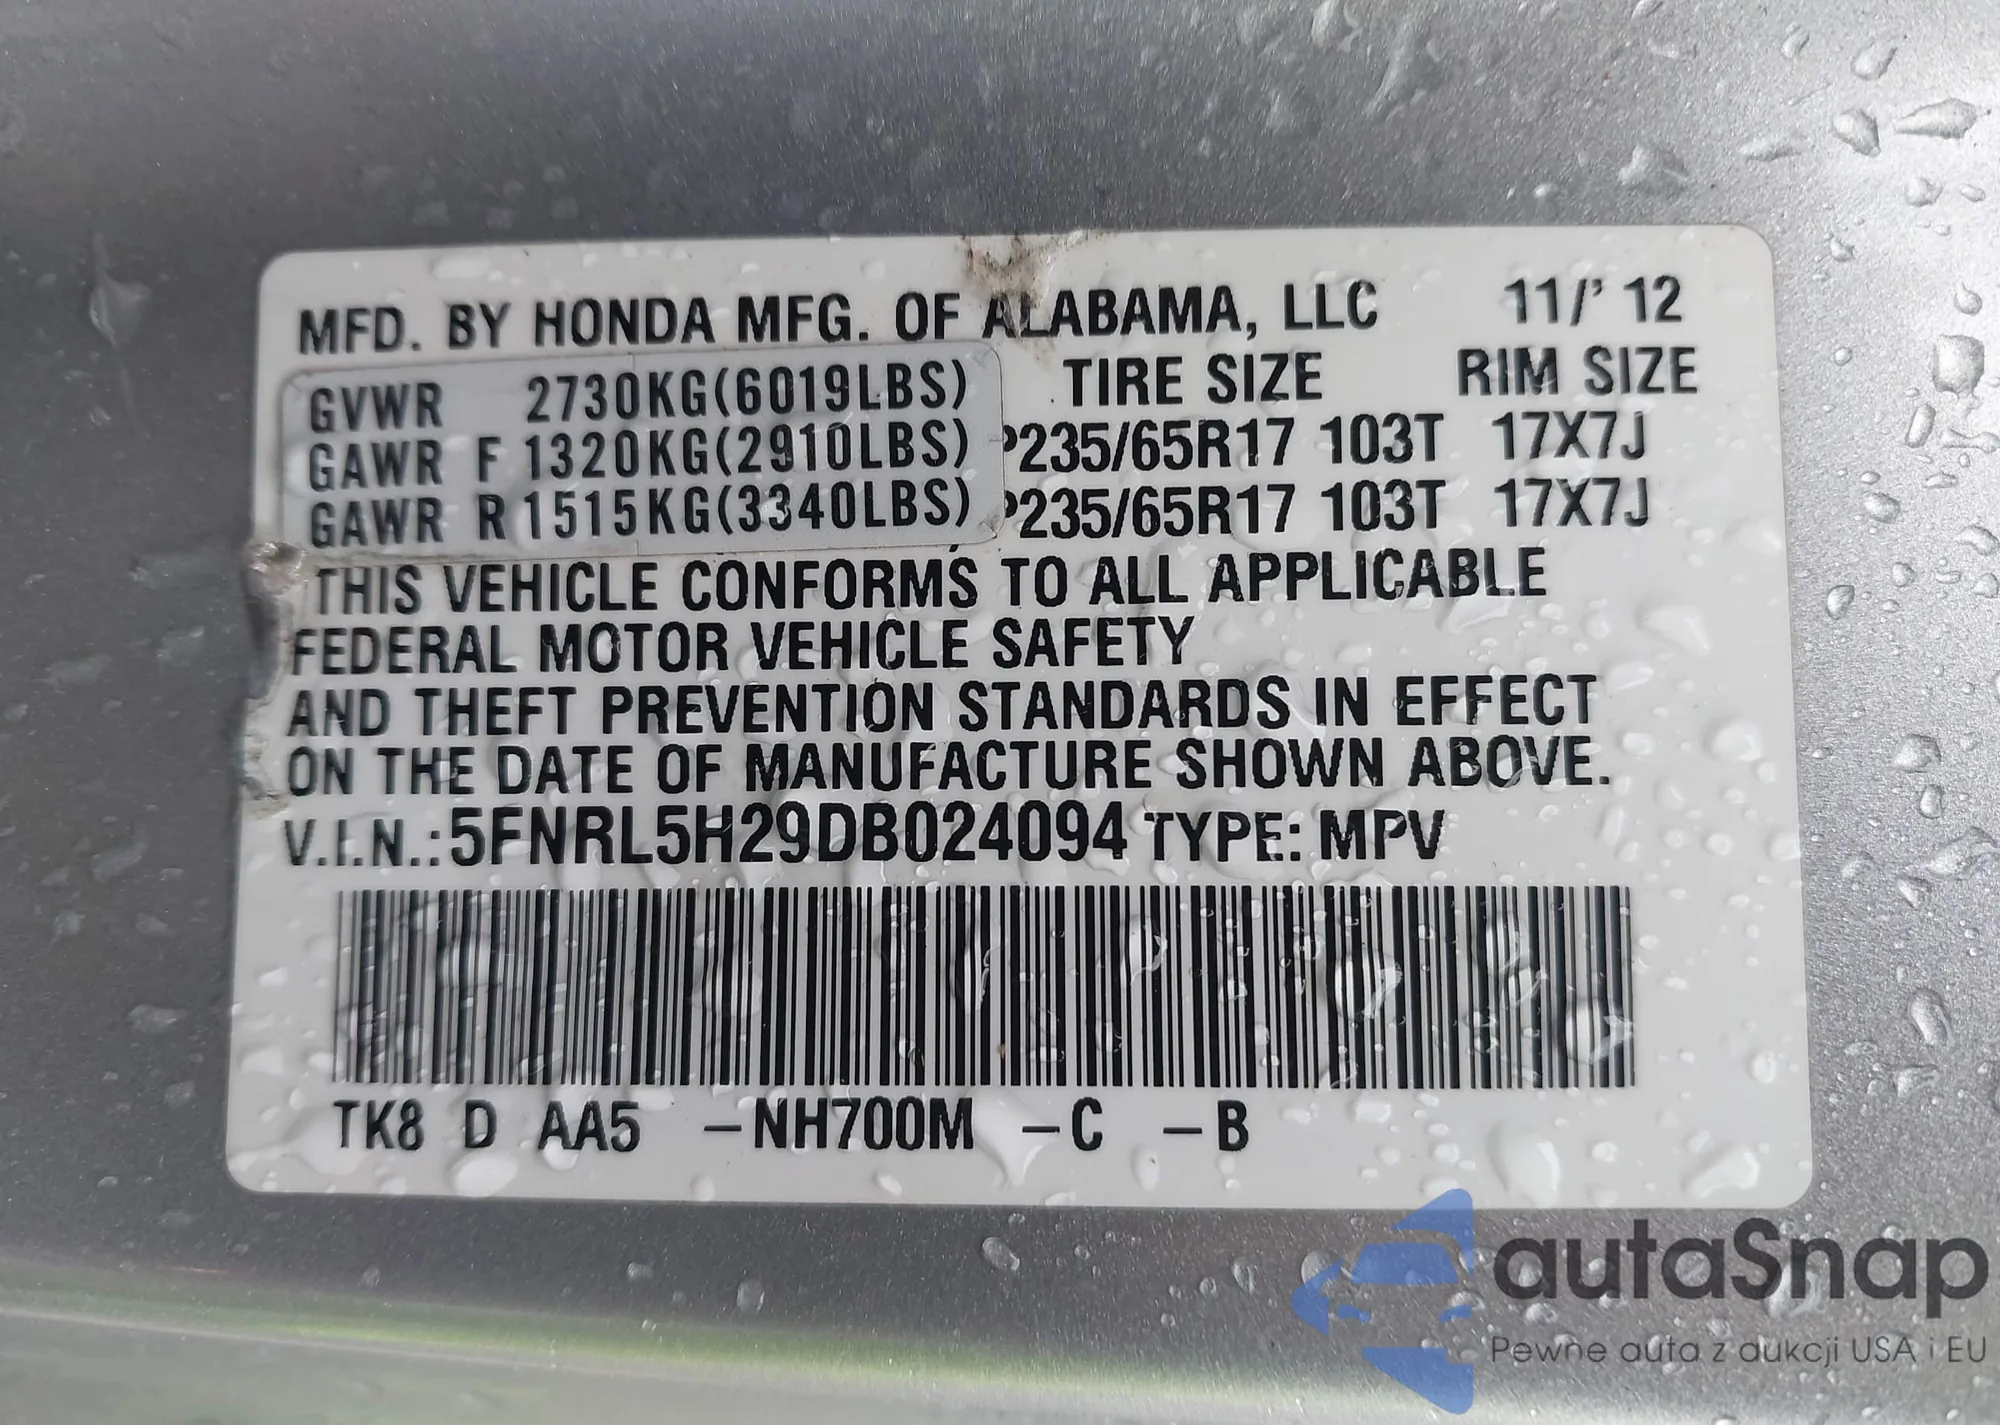 MFD. BY HONDA MFG. OF ALABAMA, LLC 11/' 12
GVWR 2730KG(6019LBS) TIRE SIZE RIM SIZE
GAWR F 1320KG(2910LBS) P235/65R17 103T 17X7J
GAWR R 1515KG(3340LBS) P235/65R17 103T 17X7J
THIS VEHICLE CONFORMS TO ALL APPLICABLE
FEDERAL MOTOR VEHICLE SAFETY
AND THEFT PREVENTION STANDARDS IN EFFECT
ON THE DATE OF MANUFACTURE SHOWN ABOVE.
V.I.N.:5FNRL5H29DB024094 TYPE: MPV
TK8 D AA5 –NH700M –C –B
autaSnap
Pewne auta z aukcji USA i EU